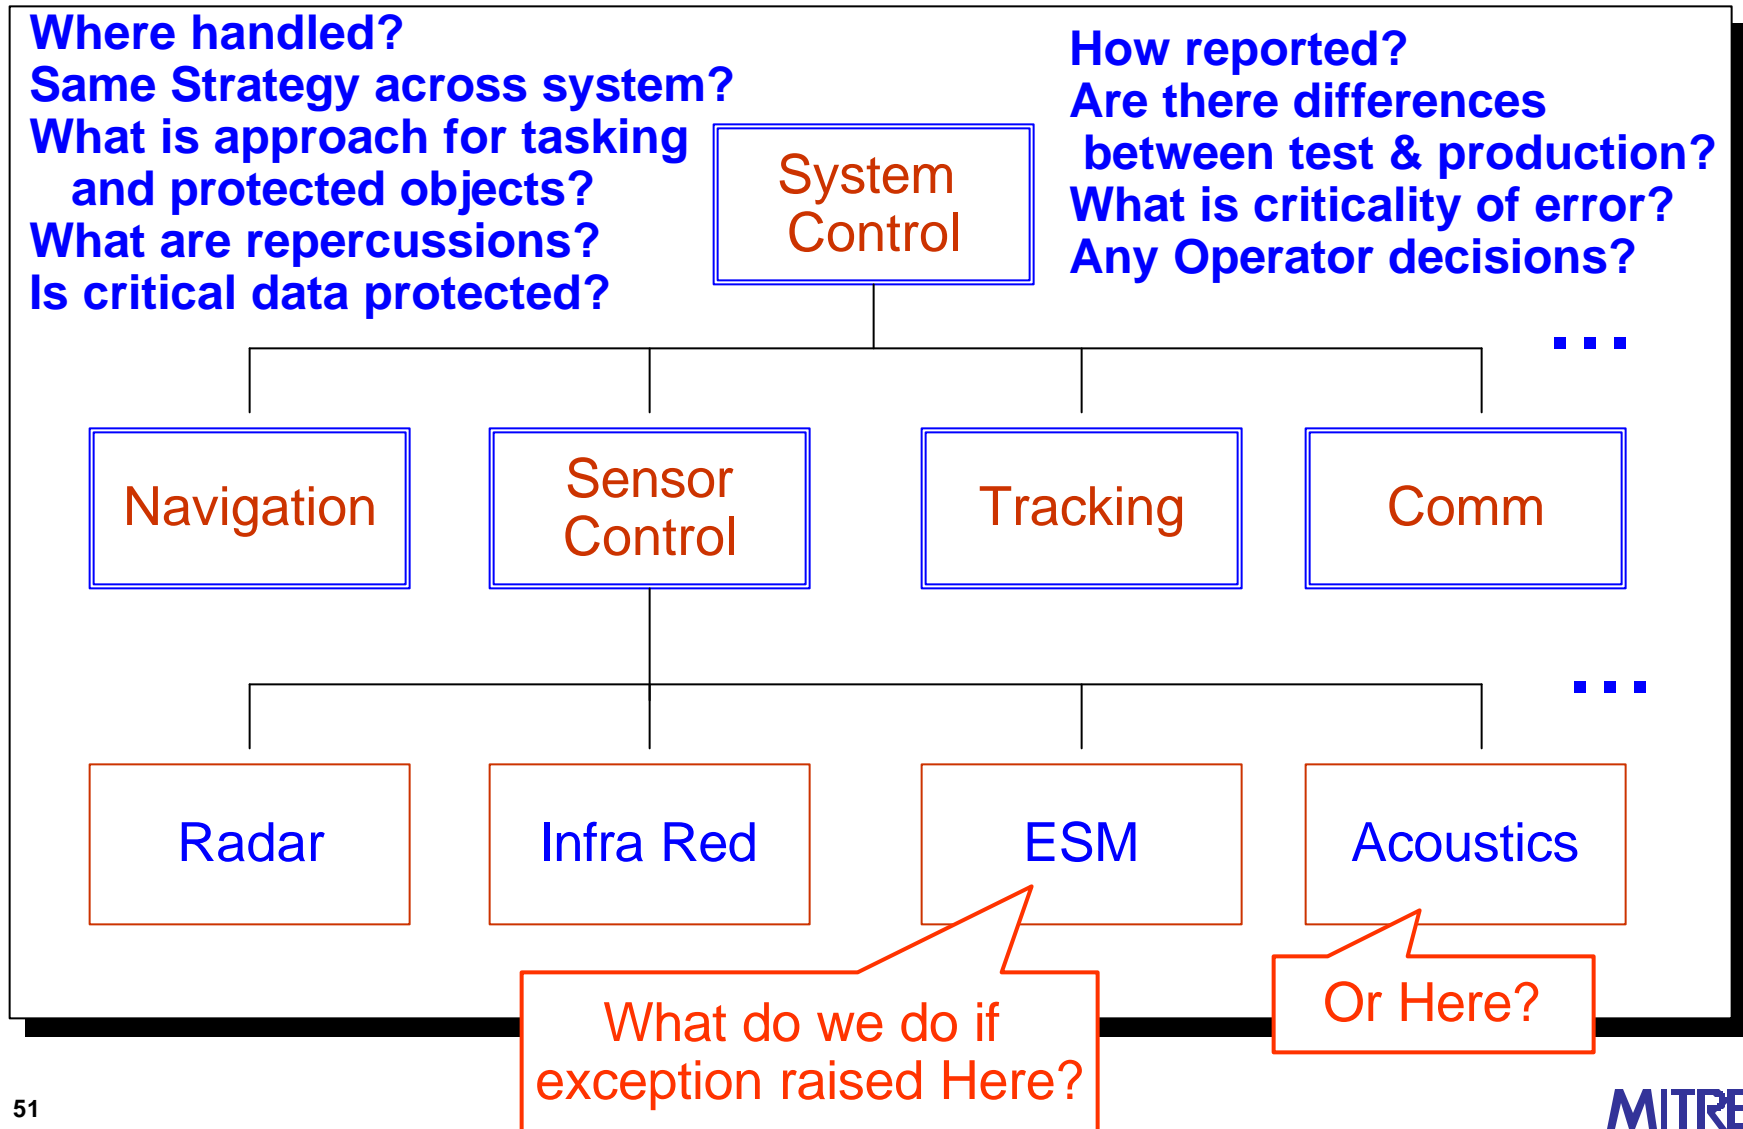 Where handled?
Same Strategy across system?
What is approach for tasking
and protected objects?
What are repercussions?
Is critical data protected?
How reported?
Are there differences
between test & production?
What is criticality of error?
Any Operator decisions?
System
Control
...
Navigation
Sensor
Control
Tracking
Comm
...
Radar
Infra Red
ESM
Acoustics
What do we do if
exception raised Here?
Or Here?
51
MITRE